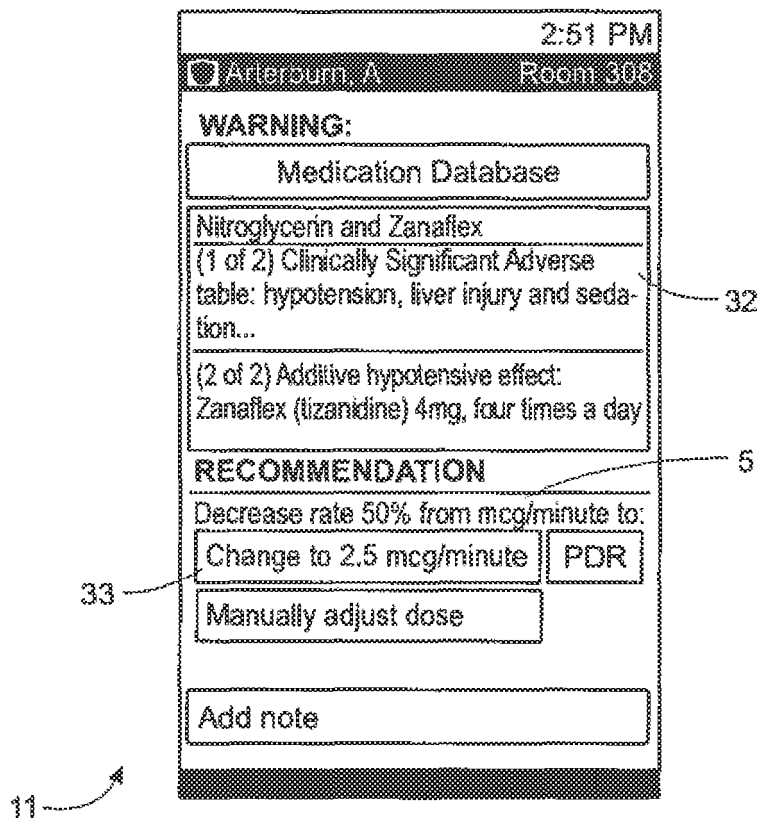 2:51 PM
Arterburn, A Room 308
WARNING:
Medication Database
Nitroglycerin and Zanaflex
(1 of 2) Clinically Significant Adverse
table: hypotension, liver injury and seda-
tion...
32
(2 of 2) Additive hypotensive effect:
Zanaflex (tizanidine) 4mg, four times a day
RECOMMENDATION
5
Decrease rate 50% from mcg/minute to:
Change to 2.5 mcg/minute PDR
33
Manually adjust dose
Add note
11